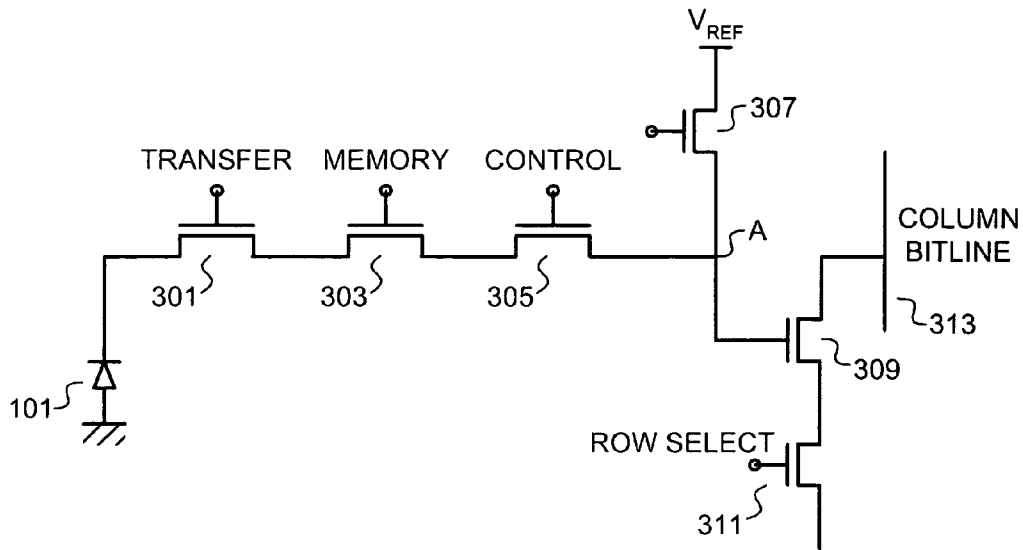 V_REF
307
TRANSFER
MEMORY
CONTROL
A
COLUMN
BITLINE
301
303
305
313
309
101
ROW SELECT
311